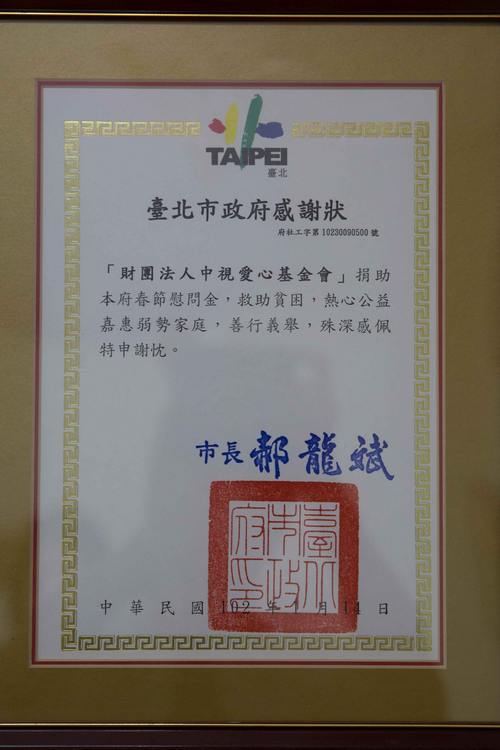 TAIPEI
臺北
臺北市政府感謝狀
府社工字第10230090500號
「財團法人中視愛心基金會」捐助
本府春節慰問金，救助貧困，熱心公益
嘉惠弱勢家庭，善行義舉，殊深感佩
特申謝忱。
市長 郝龍斌
臺北市政府印
中華民國102年1月14日